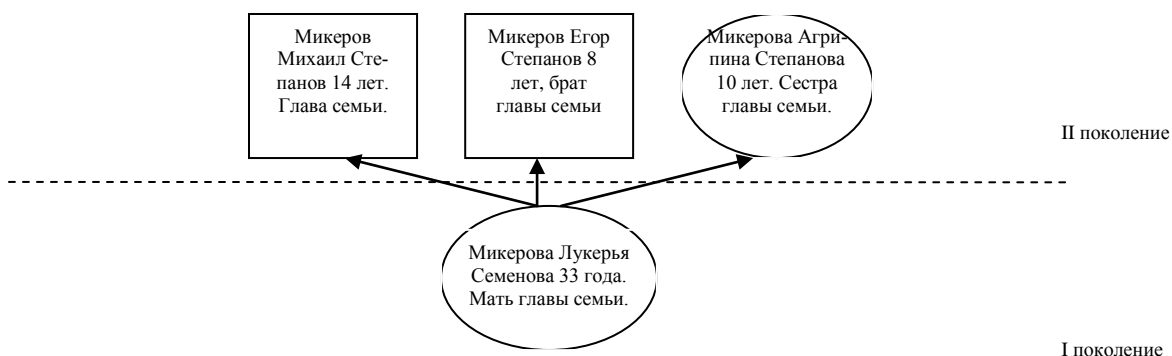 Микеров
Михаил Сте-
панов 14 лет.
Глава семьи.
Микеров Егор
Степанов 8
лет, брат
главы семьи
Микерова Агри-
пина Степанова
10 лет. Сестра
главы семьи.
II поколение
Микерова Лукерья
Семенова 33 года.
Мать главы семьи.
I поколение